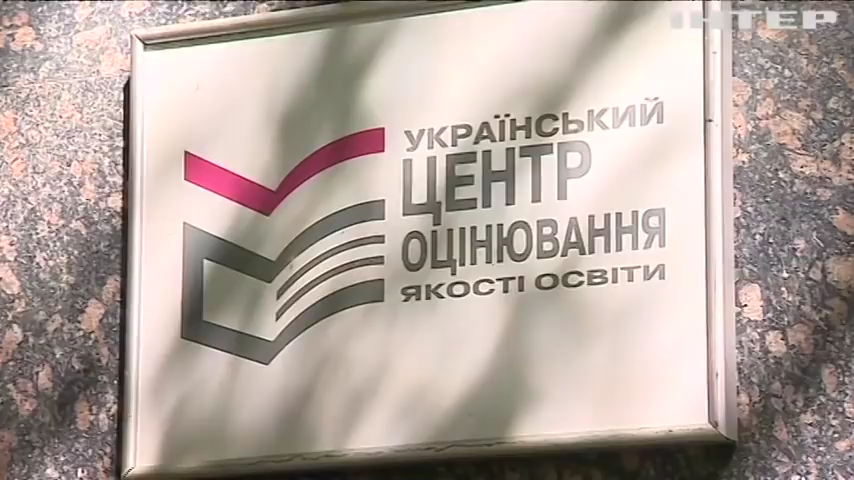 ІНТЕР
УКРАЇНСЬКИЙ
ЦЕНТР
ОЦІНЮВАННЯ
ЯКОСТІ ОСВІТИ